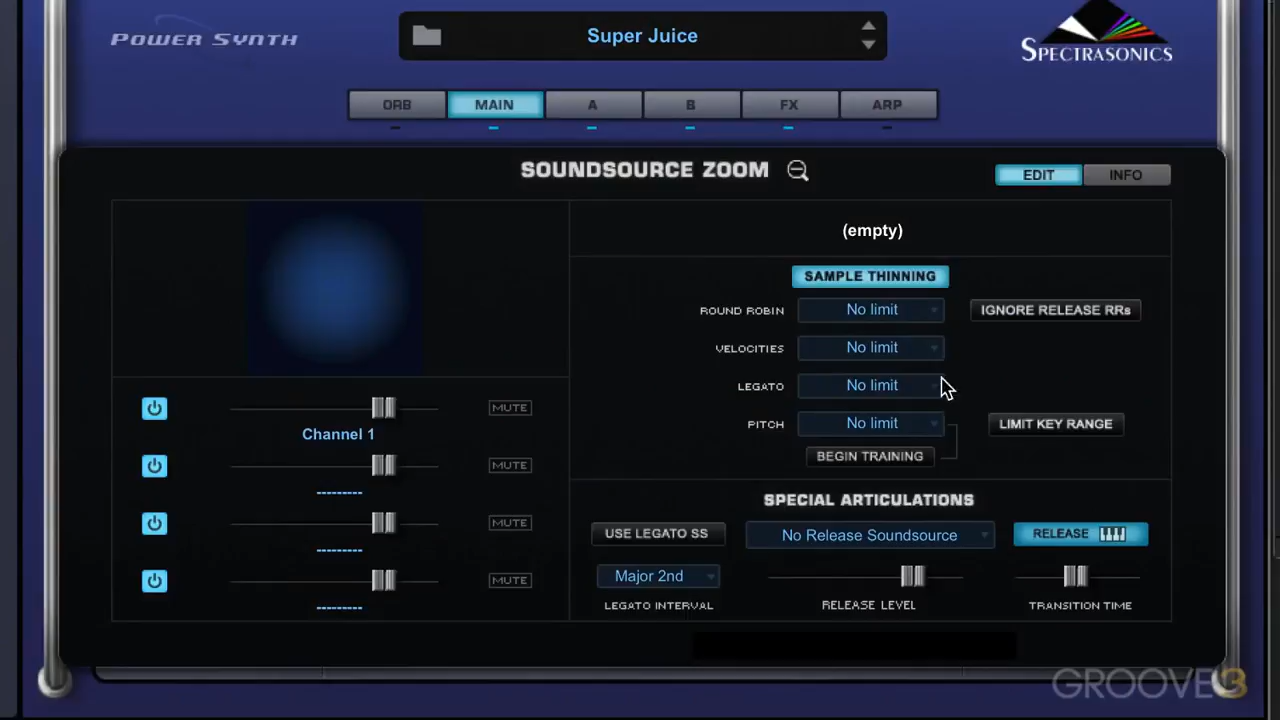 POWER SYNTH
Super Juice
SPECTRASONICS
ORB
MAIN
A
B
FX
ARP
SOUNDSOURCE ZOOM
EDIT
INFO
(empty)
SAMPLE THINNING
ROUND ROBIN
No limit
IGNORE RELEASE RRs
VELOCITIES
No limit
LEGATO
No limit
PITCH
No limit
LIMIT KEY RANGE
BEGIN TRAINING
MUTE
Channel 1
MUTE
---------
MUTE
---------
MUTE
---------
SPECIAL ARTICULATIONS
USE LEGATO SS
No Release Soundsource
RELEASE
Major 2nd
LEGATO INTERVAL
RELEASE LEVEL
TRANSITION TIME
GROOVE3